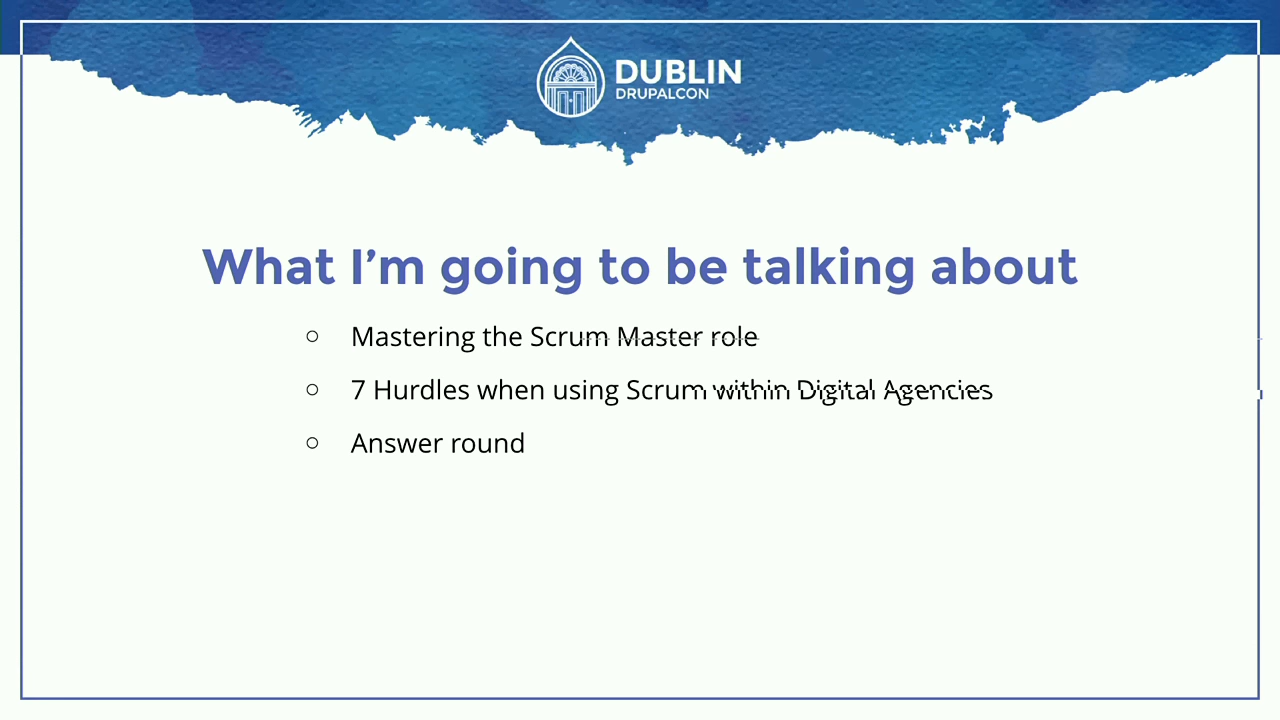 DUBLIN
DRUPALCON
What I’m going to be talking about
Mastering the Scrum Master role
7 Hurdles when using Scrum within Digital Agencies
Answer round